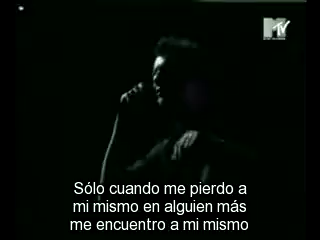 MTV
Sólo cuando me pierdo a
mi mismo en alguien más
me encuentro a mi mismo